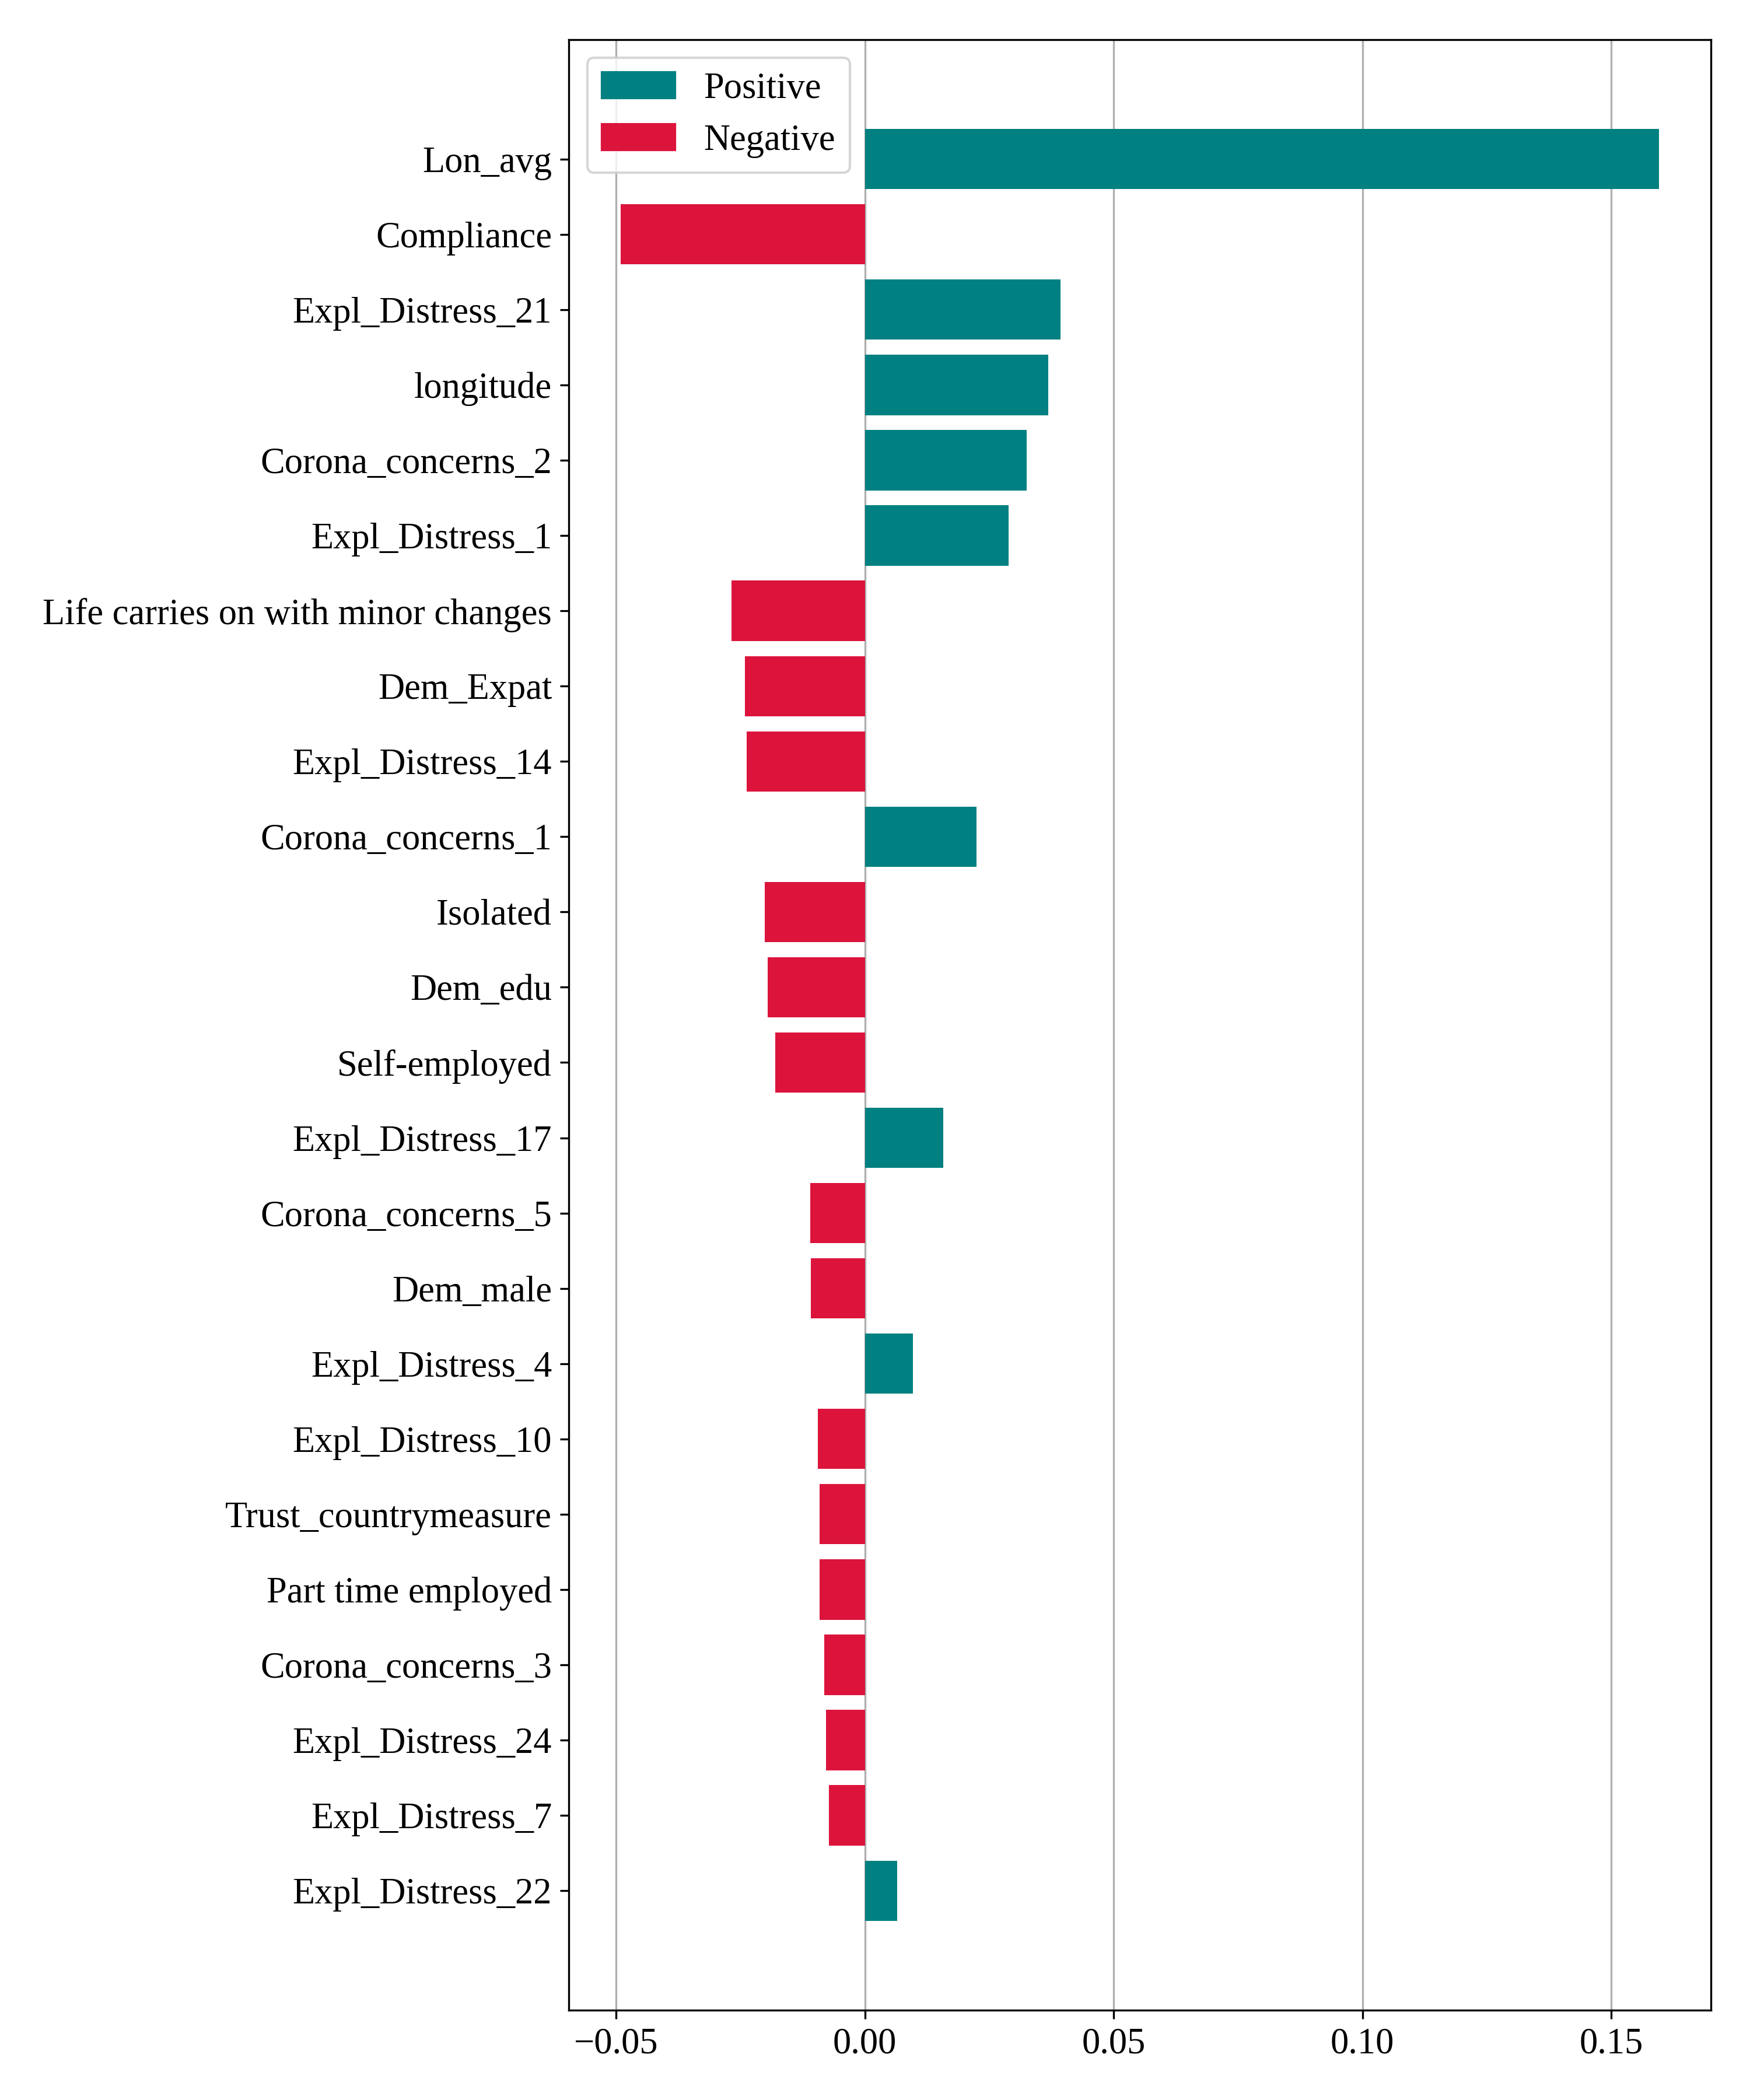 Positive
Negative
Lon_avg
Compliance
Expl_Distress_21
longitude
Corona_concerns_2
Expl_Distress_1
Life carries on with minor changes
Dem_Expat
Expl_Distress_14
Corona_concerns_1
Isolated
Dem_edu
Self-employed
Expl_Distress_17
Corona_concerns_5
Dem_male
Expl_Distress_4
Expl_Distress_10
Trust_countrymeasure
Part time employed
Corona_concerns_3
Expl_Distress_24
Expl_Distress_7
Expl_Distress_22
−0.05 0.00 0.05 0.10 0.15